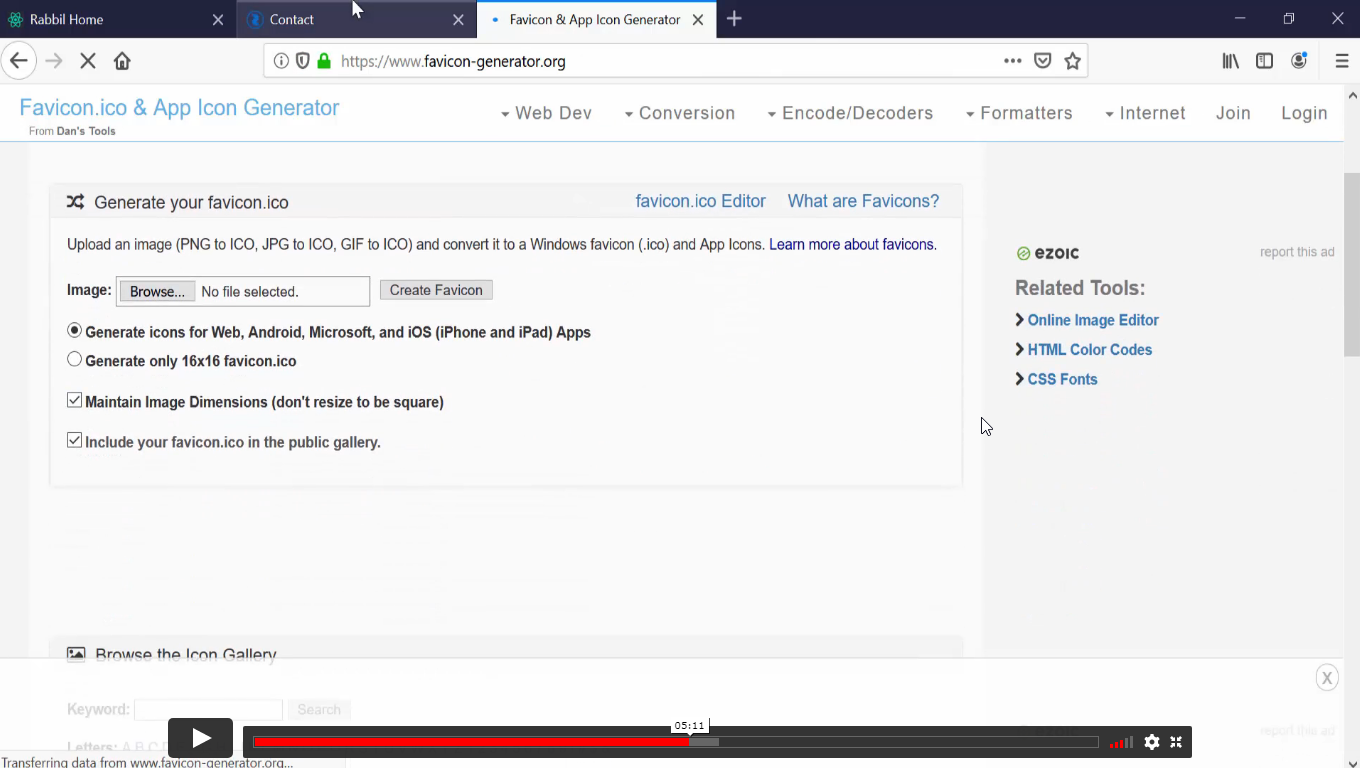 Rabbil Home
Contact
Favicon & App Icon Generator
https://www.favicon-generator.org
Favicon.ico & App Icon Generator
From Dan's Tools
Web Dev
Conversion
Encode/Decoders
Formatters
Internet
Join
Login
Generate your favicon.ico
favicon.ico Editor
What are Favicons?
Upload an image (PNG to ICO, JPG to ICO, GIF to ICO) and convert it to a Windows favicon (.ico) and App Icons. Learn more about favicons.
Image: Browse... No file selected. Create Favicon
Generate icons for Web, Android, Microsoft, and iOS (iPhone and iPad) Apps
Generate only 16x16 favicon.ico
Maintain Image Dimensions (don't resize to be square)
Include your favicon.ico in the public gallery.
ezoic
report this ad
Related Tools:
Online Image Editor
HTML Color Codes
CSS Fonts
Browse the Icon Gallery
X
Keyword: Search
05:11
report this ad
Letters: A B C
Transferring data from www.favicon-generator.org...